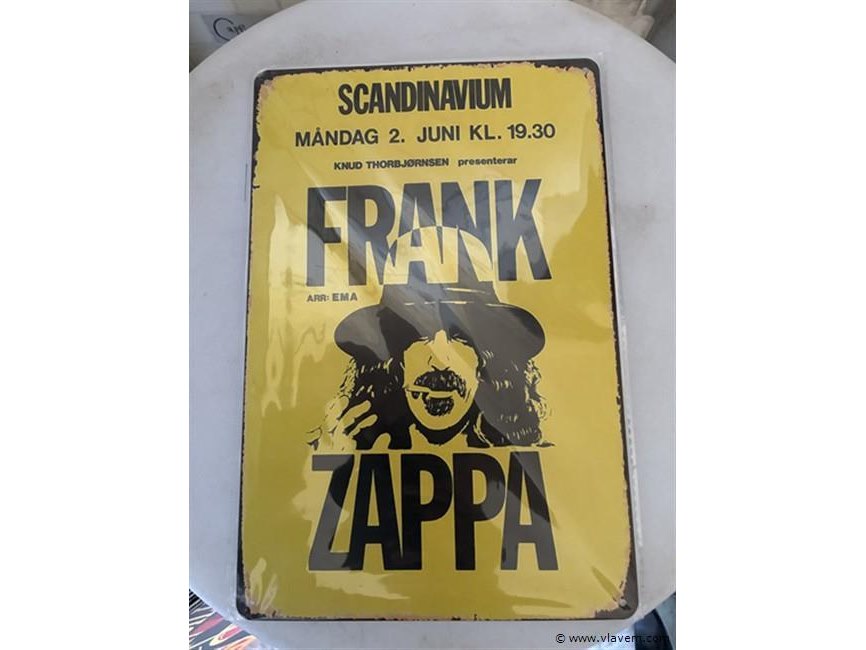 SCANDINAVIUM
MÅNDAG 2. JUNI KL. 19.30
KNUD THORBJØRNSEN presenterar
FRANK
ARR: EMA
ZAPPA
© www.vlavem.com